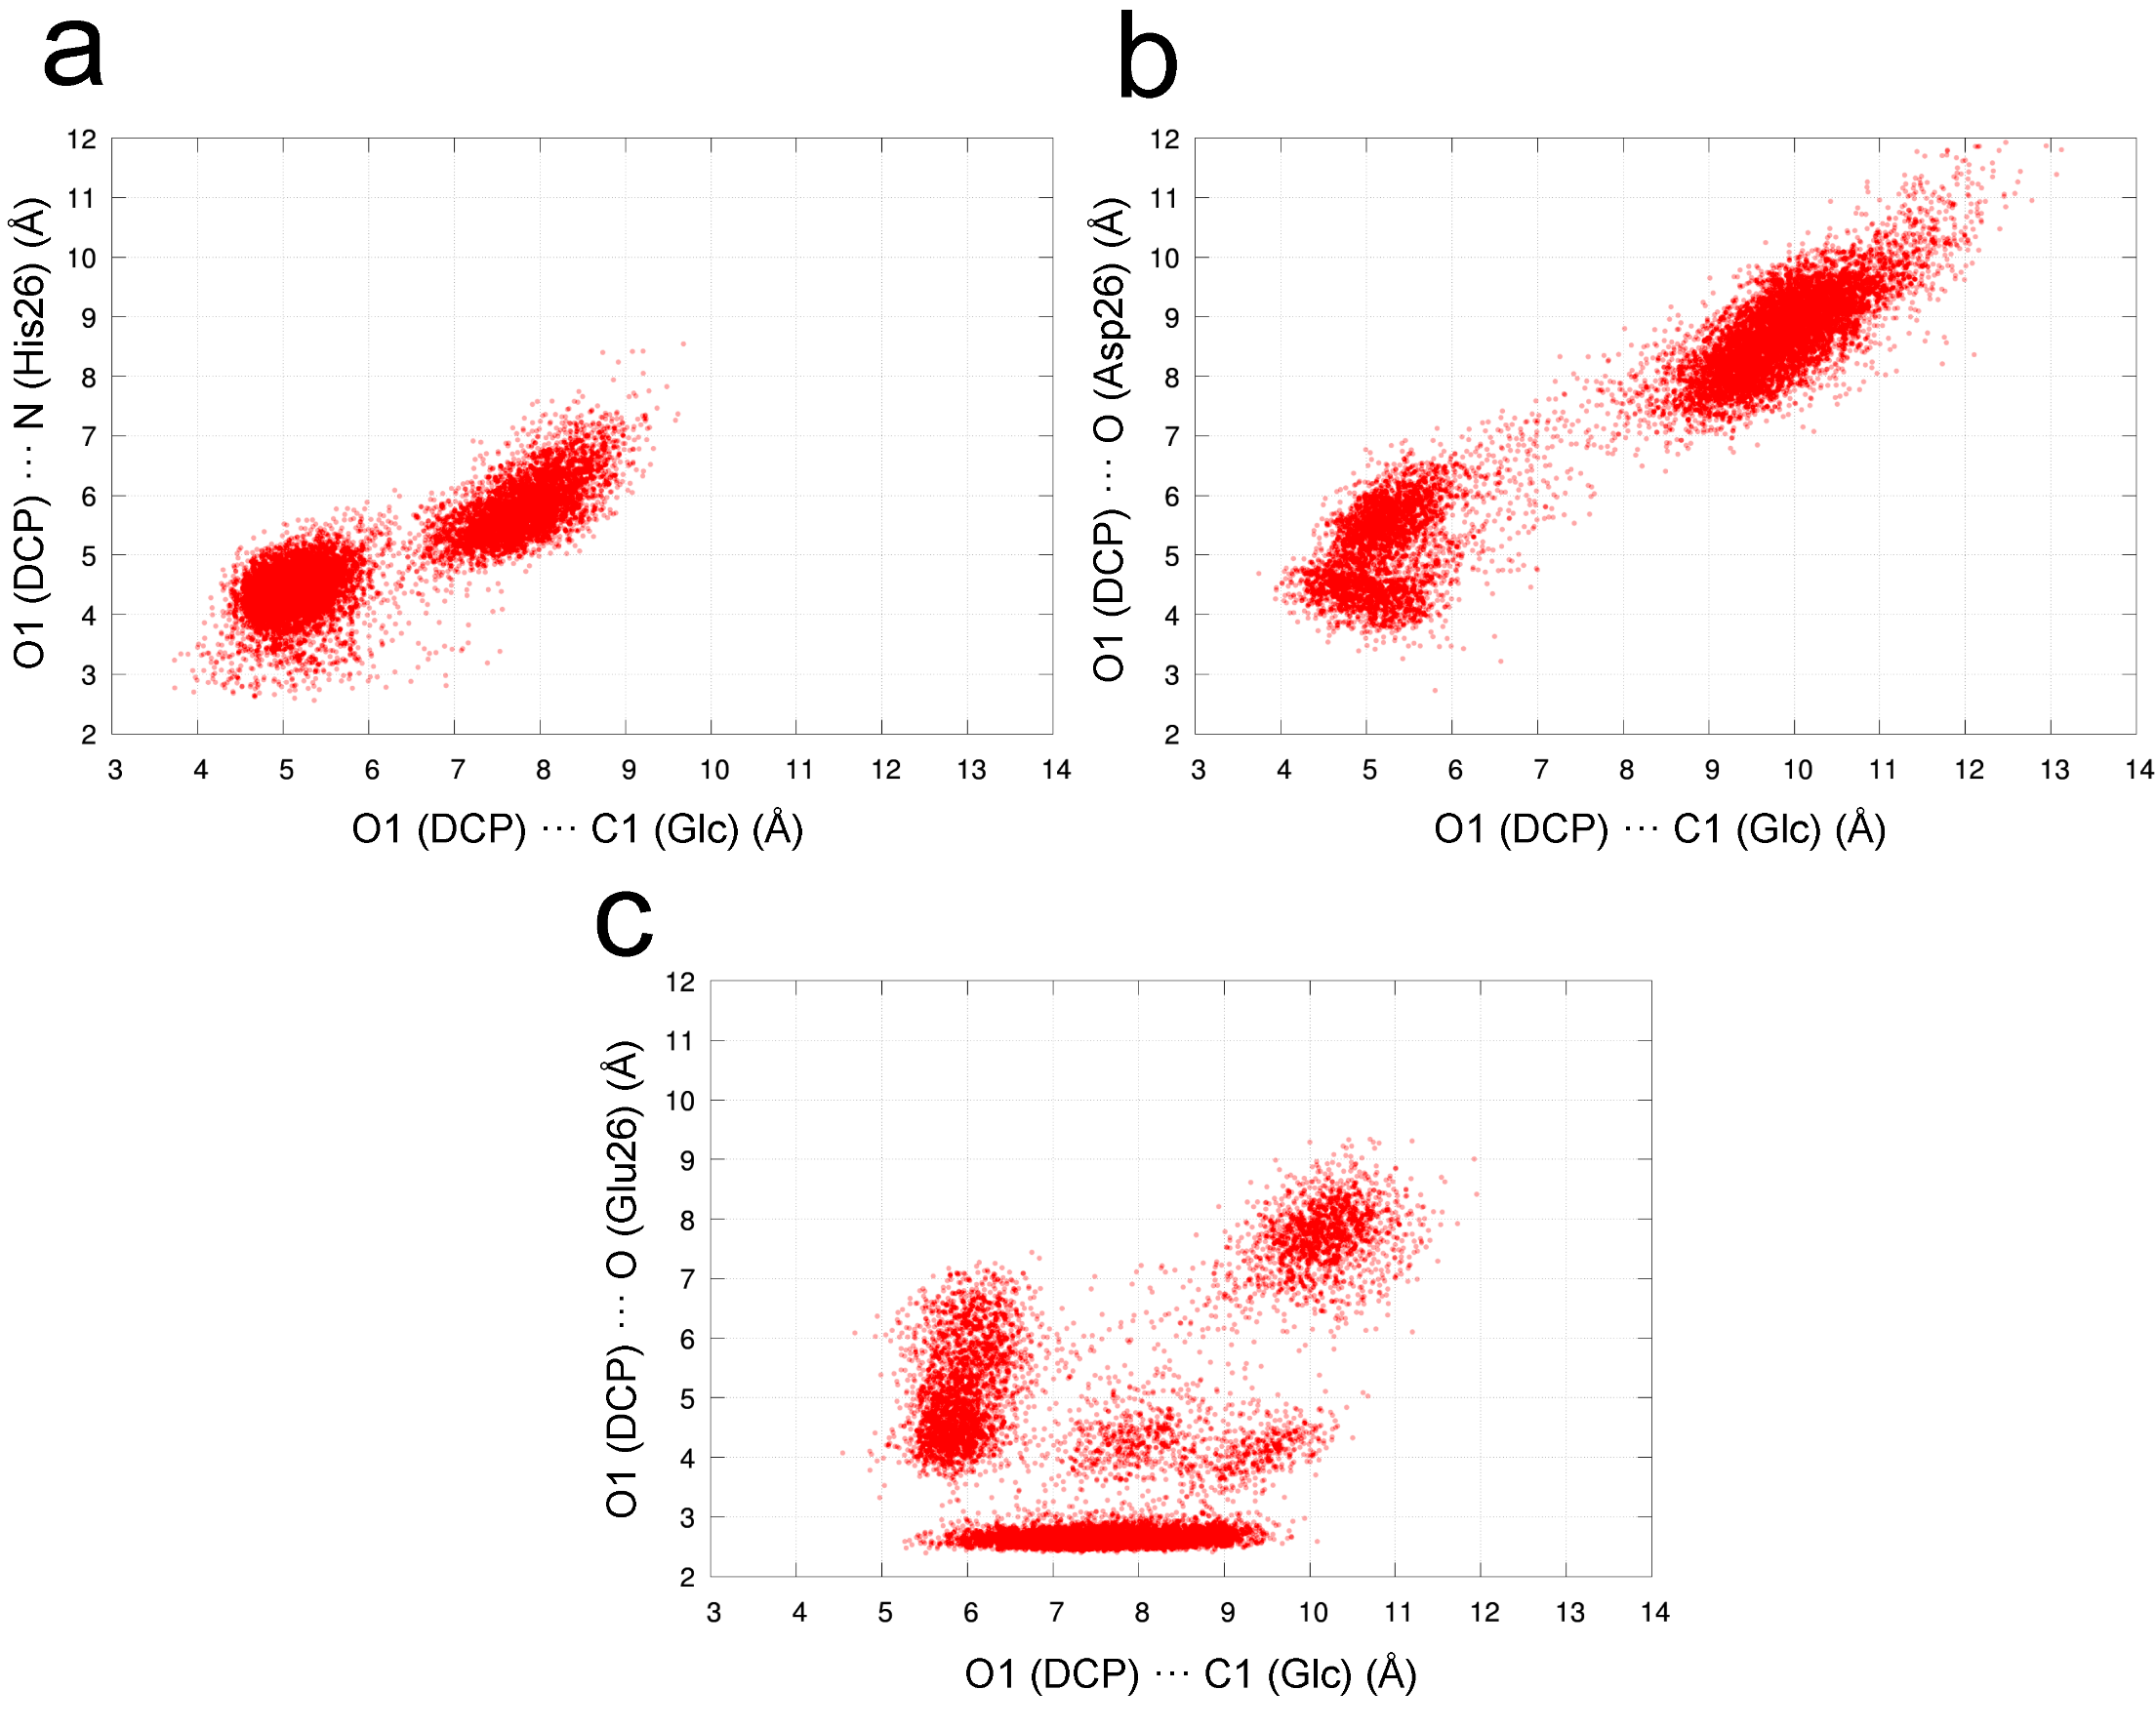 a
b
12
11
10
9
8
7
6
5
4
3
2
O1 (DCP) ··· N (His26) (Å)
3 4 5 6 7 8 9 10 11 12 13 14
O1 (DCP) ··· C1 (Glc) (Å)
12
11
10
9
8
7
6
5
4
3
2
O1 (DCP) ··· O (Asp26) (Å)
3 4 5 6 7 8 9 10 11 12 13 14
O1 (DCP) ··· C1 (Glc) (Å)
c
12
11
10
9
8
7
6
5
4
3
2
O1 (DCP) ··· O (Glu26) (Å)
3 4 5 6 7 8 9 10 11 12 13 14
O1 (DCP) ··· C1 (Glc) (Å)